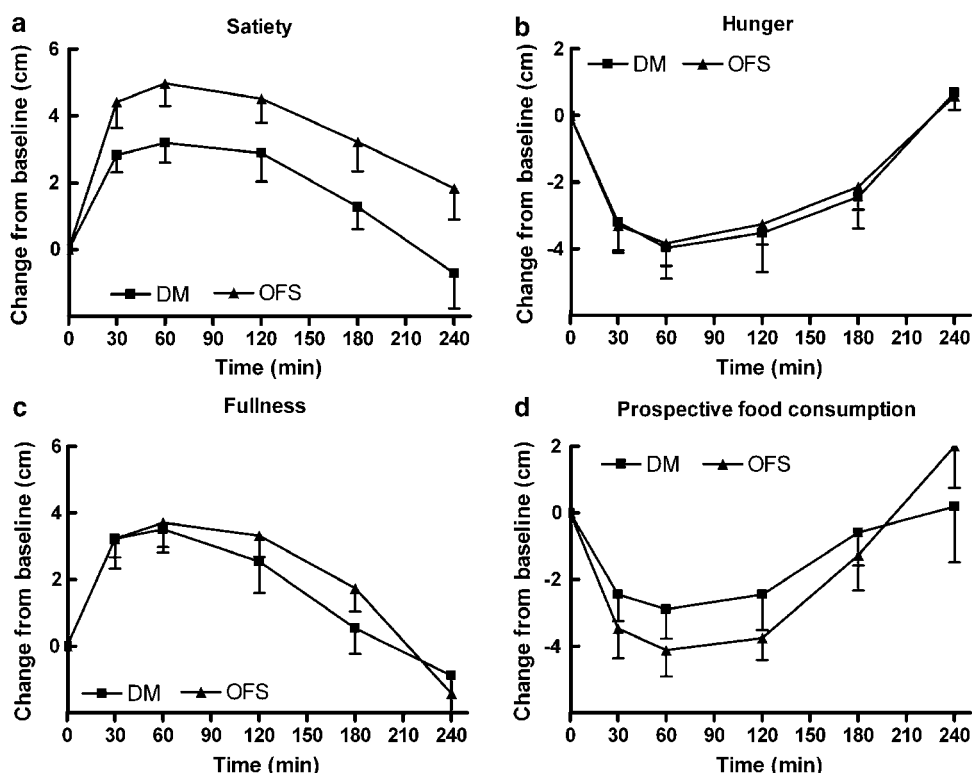 a
Satiety
Change from baseline (cm)
6
4
2
0
DM OFS
0 30 60 90 120 150 180 210 240
Time (min)
b
Hunger
Change from baseline (cm)
2
0
-2
-4
DM OFS
0 30 60 90 120 150 180 210 240
Time (min)
c
Fullness
Change from baseline (cm)
6
4
2
0
DM OFS
0 30 60 90 120 150 180 210 240
Time (min)
d
Prospective food consumption
Change from baseline (cm)
2
0
-2
-4
DM OFS
0 30 60 90 120 150 180 210 240
Time (min)